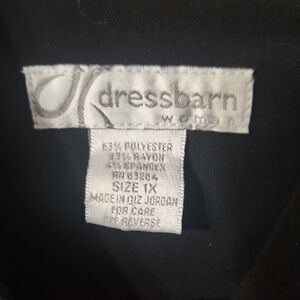 dressbarn
woman
63% POLYESTER
33% RAYON
4% SPANDEX
RN 63284
SIZE 1X
MADE IN QIZ JORDAN
FOR CARE
SEE REVERSE